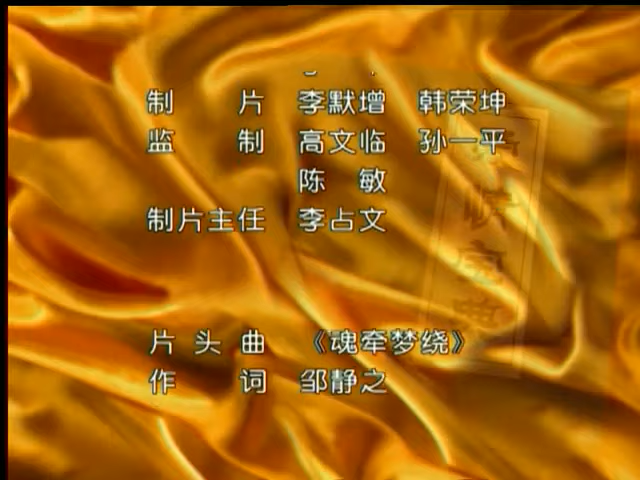 制 片 李默增 韩荣坤
监 制 高文临 孙一平
陈 敏
制片主任 李占文
片 头 曲 《魂牵梦绕》
作 词 邹静之